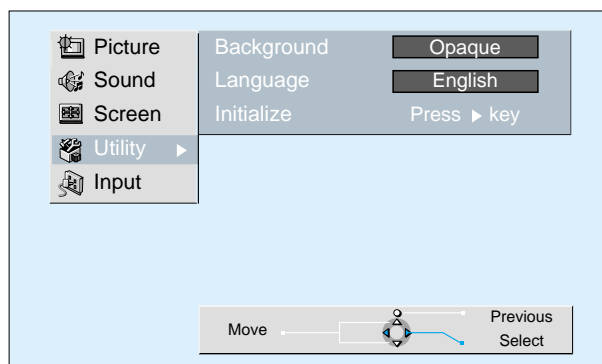 Picture
Sound
Screen
Utility
Input
Background Opaque
Language English
Initialize Press ▶ key
Move
Previous
Select